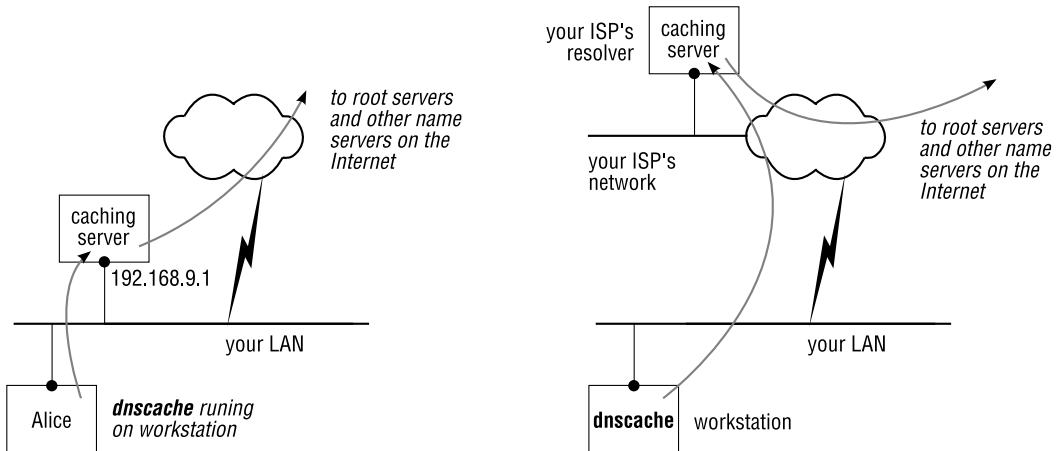 caching
server
to root servers
and other name
servers on the
Internet
192.168.9.1
your LAN
Alice
dnscache runing
on workstation
your ISP's
resolver
caching
server
to root servers
and other name
servers on the
Internet
your ISP's
network
your LAN
dnscache
workstation